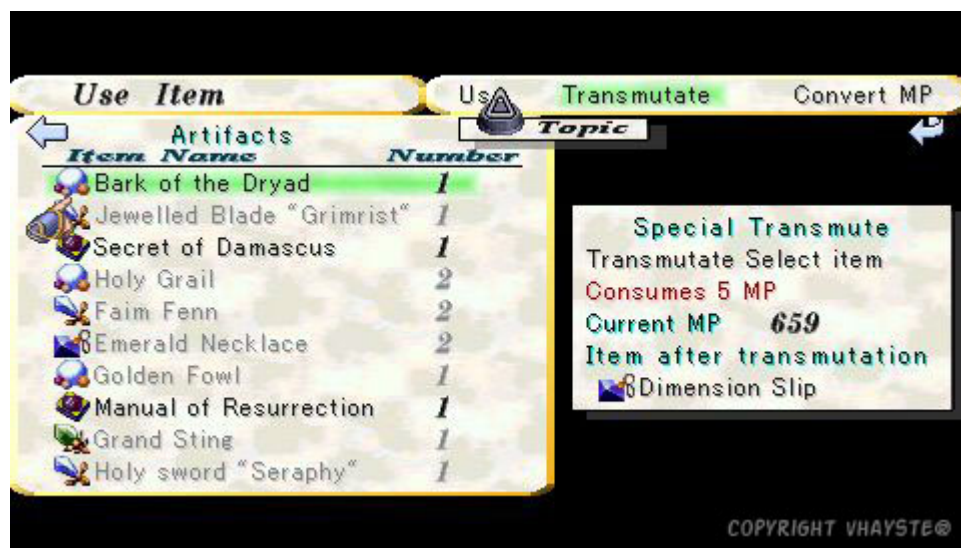 Use Item
Us Transmutate Convert MP
Topic
Artifacts
Item Name Number
Bark of the Dryad 1
Jewelled Blade "Grimrist" 1
Secret of Damascus 1
Holy Grail 2
Faim Fenn 2
Emerald Necklace 2
Golden Fowl 1
Manual of Resurrection 1
Grand Sting 1
Holy sword "Seraphy" 1
Special Transmute
Transmutate Select item
Consumes 5 MP
Current MP 659
Item after transmutation
Dimension Slip
COPYRIGHT VHAYSTE®